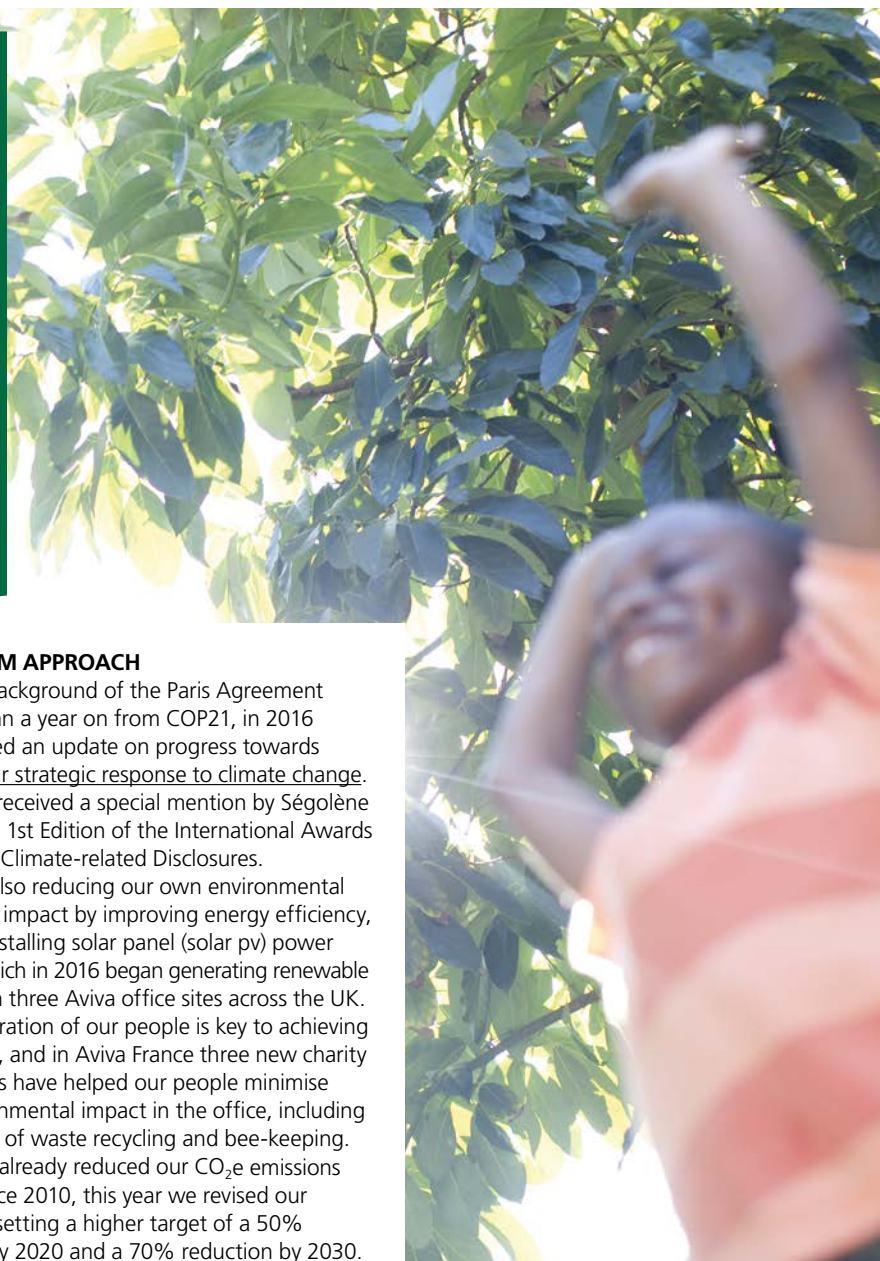 M APPROACH
ackground of the Paris Agreement
an a year on from COP21, in 2016
ed an update on progress towards
r strategic response to climate change.
received a special mention by Ségolène
1st Edition of the International Awards
Climate-related Disclosures.
lso reducing our own environmental
impact by improving energy efficiency,
stalling solar panel (solar pv) power
ich in 2016 began generating renewable
n three Aviva office sites across the UK.
ration of our people is key to achieving
, and in Aviva France three new charity
s have helped our people minimise
nmental impact in the office, including
of waste recycling and bee-keeping.
already reduced our CO₂e emissions
ce 2010, this year we revised our
setting a higher target of a 50%
y 2020 and a 70% reduction by 2030.